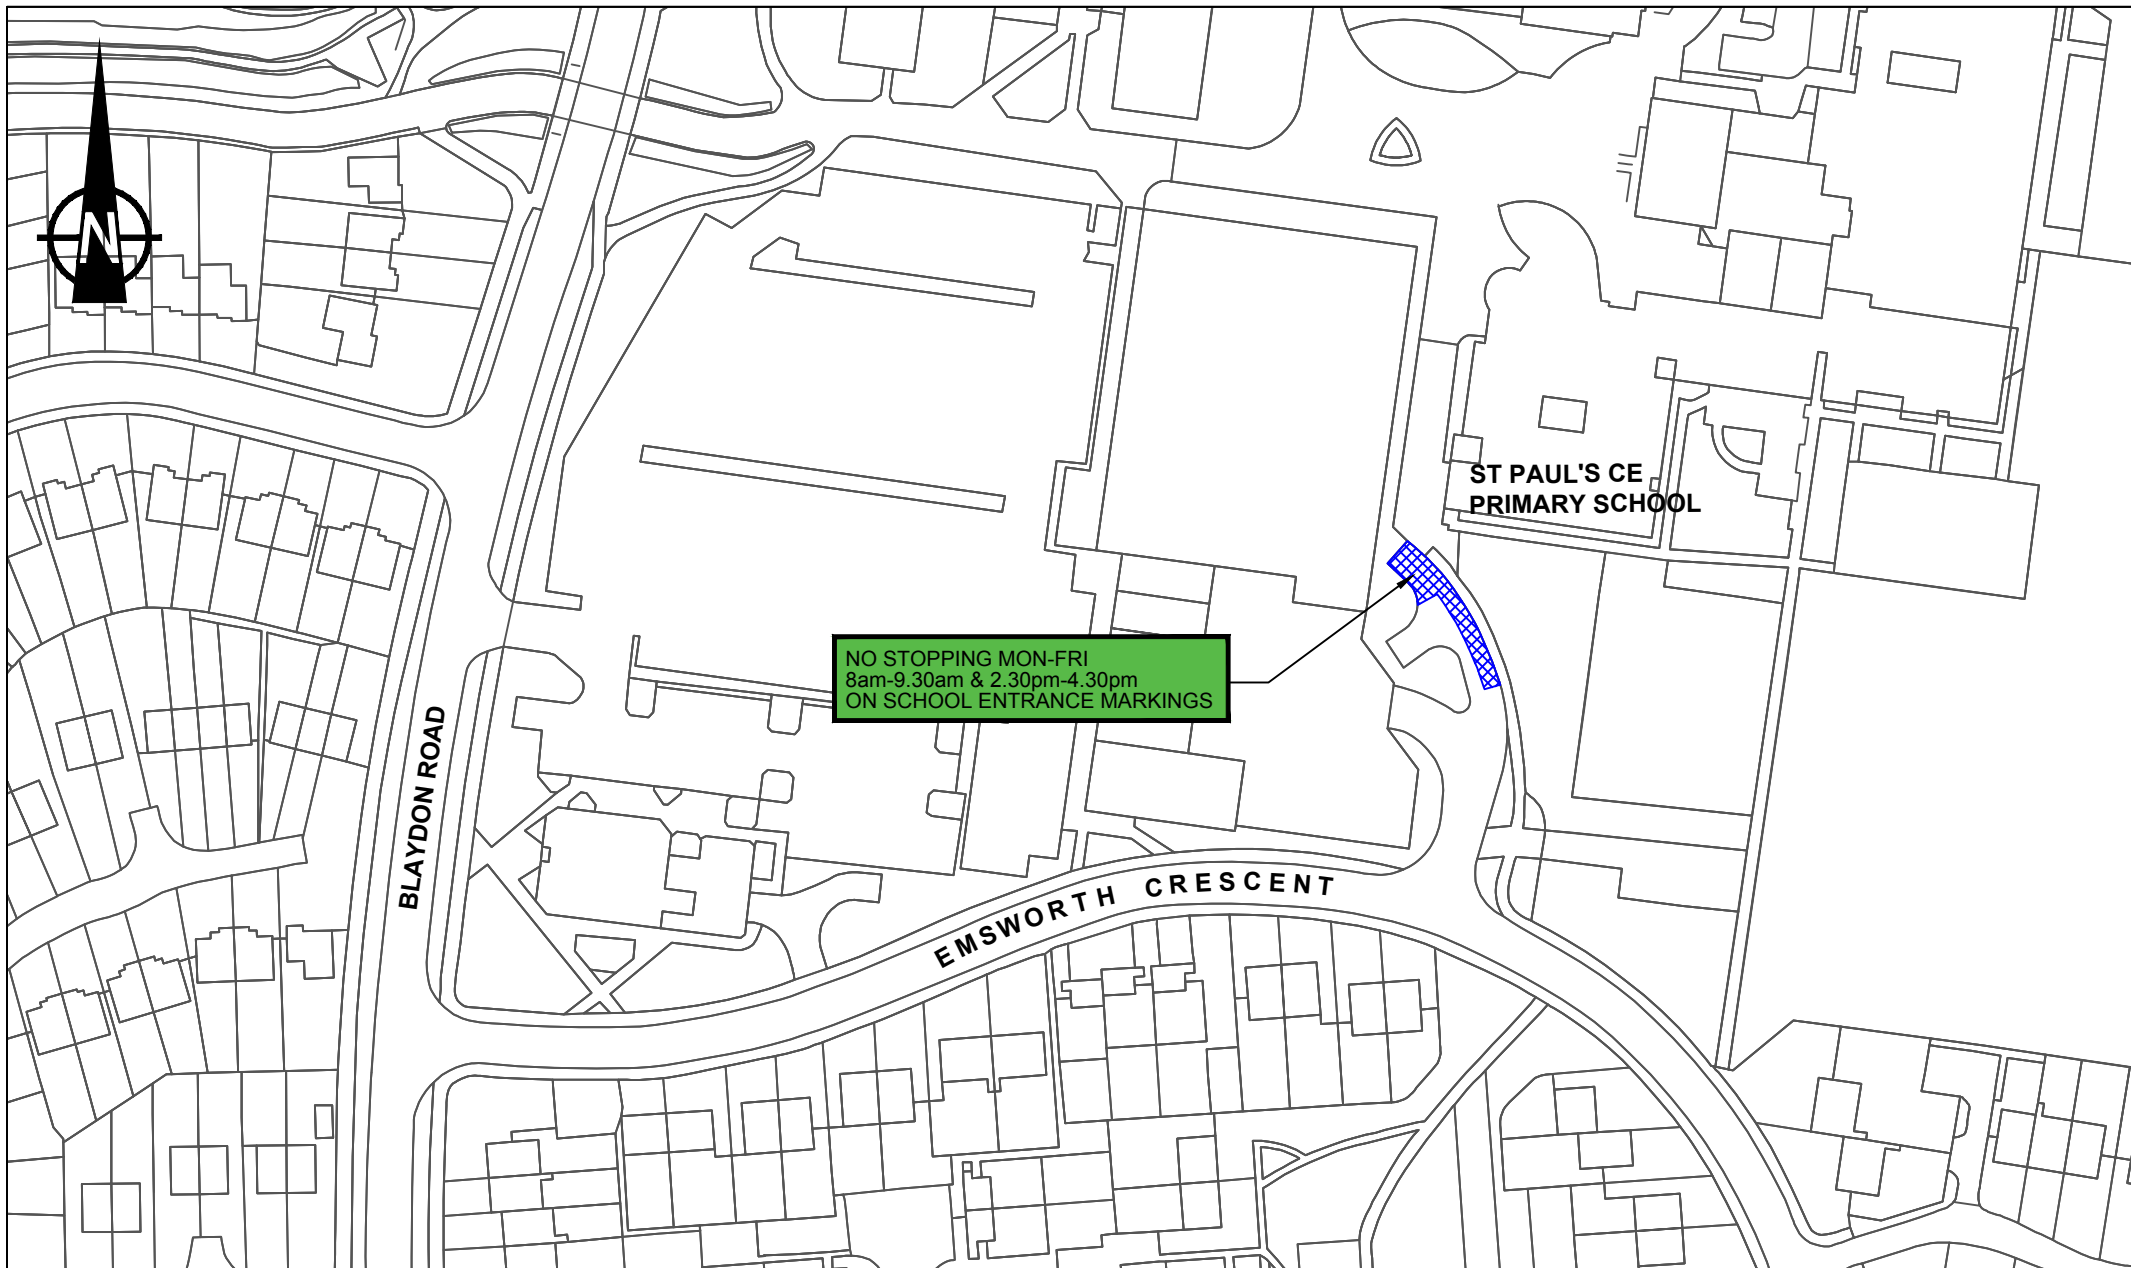 N
ST PAUL'S CE
PRIMARY SCHOOL
NO STOPPING MON-FRI
8am-9.30am & 2.30pm-4.30pm
ON SCHOOL ENTRANCE MARKINGS
BLAYDON ROAD
EMSWORTH CRESCENT